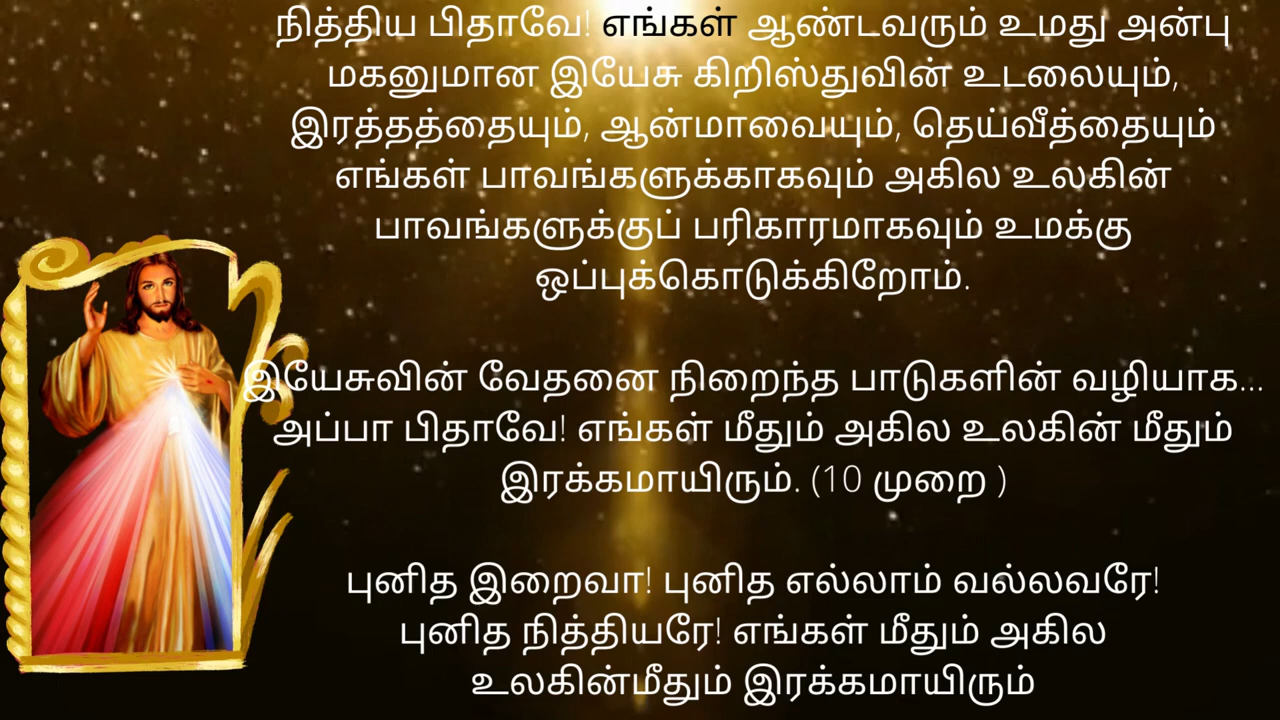 நித்திய பிதாவே! எங்கள் ஆண்டவரும் உமது அன்பு
மகனுமான இயேசு கிறிஸ்துவின் உடலையும்,
இரத்தத்தையும், ஆன்மாவையும், தெய்வீத்தையும்
எங்கள் பாவங்களுக்காகவும் அகில உலகின்
பாவங்களுக்குப் பரிகாரமாகவும் உமக்கு
ஒப்புக்கொடுக்கிறோம்.
இயேசுவின் வேதனை நிறைந்த பாடுகளின் வழியாக...
அப்பா பிதாவே! எங்கள் மீதும் அகில உலகின் மீதும்
இரக்கமாயிரும். (10 முறை )
புனித இறைவா! புனித எல்லாம் வல்லவரே!
புனித நித்தியரே! எங்கள் மீதும் அகில
உலகின்மீதும் இரக்கமாயிரும்